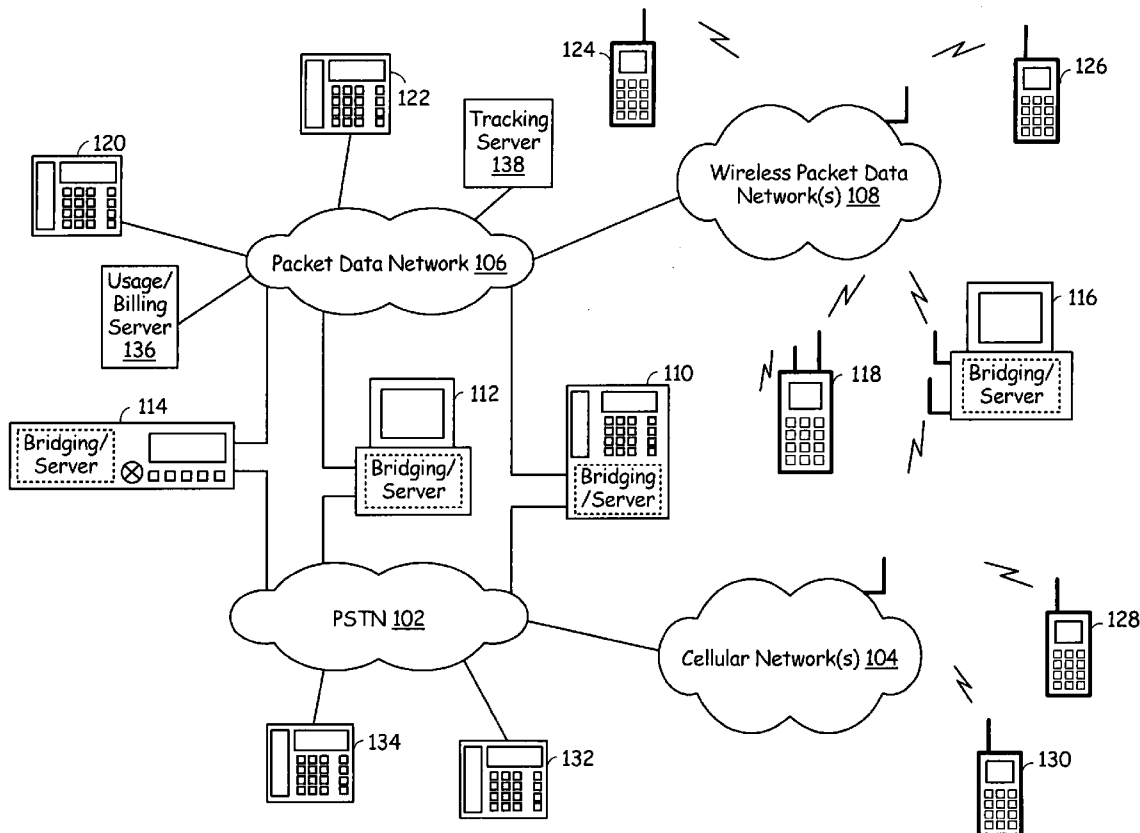 124
126
122
Tracking
Server
138
120
Wireless Packet Data
Network(s) 108
Packet Data Network 106
Usage/
Billing
Server
136
116
110
118
112
Bridging/
Server
114
Bridging/
Server
Bridging/
Server
Bridging
/Server
PSTN 102
128
Cellular Network(s) 104
134
132
130